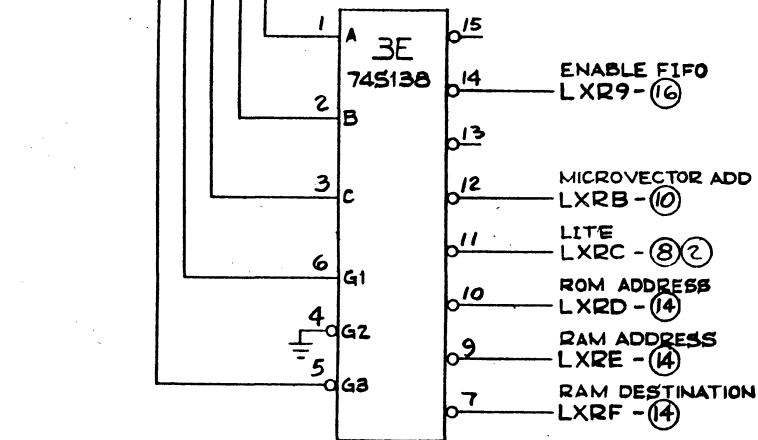 1 A 3E 15
74S138
ENABLE FIFO
14 LXR9-16
2 B
13
MICROVECTOR ADD
12 LXRB-10
3 C
LITE
11 LXRC - 8 2
6 G1
ROM ADDRESS
10 LXRD-14
4 G2
RAM ADDRESS
9 LXRE-14
5 G3
RAM DESTINATION
7 LXRF-14